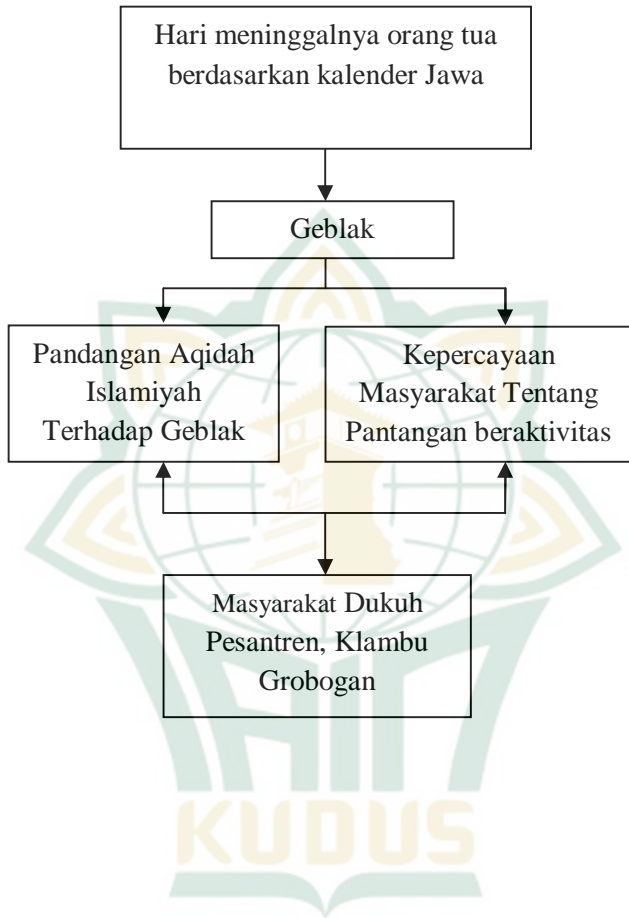 Hari meninggalnya orang tua
berdasarkan kalender Jawa
Geblak
Pandangan Aqidah
Islamiyah
Terhadap Geblak
Kepercayaan
Masyarakat Tentang
Pantangan beraktivitas
Masyarakat Dukuh
Pesantren, Klambu
Grobogan
IAIN
KUDUS